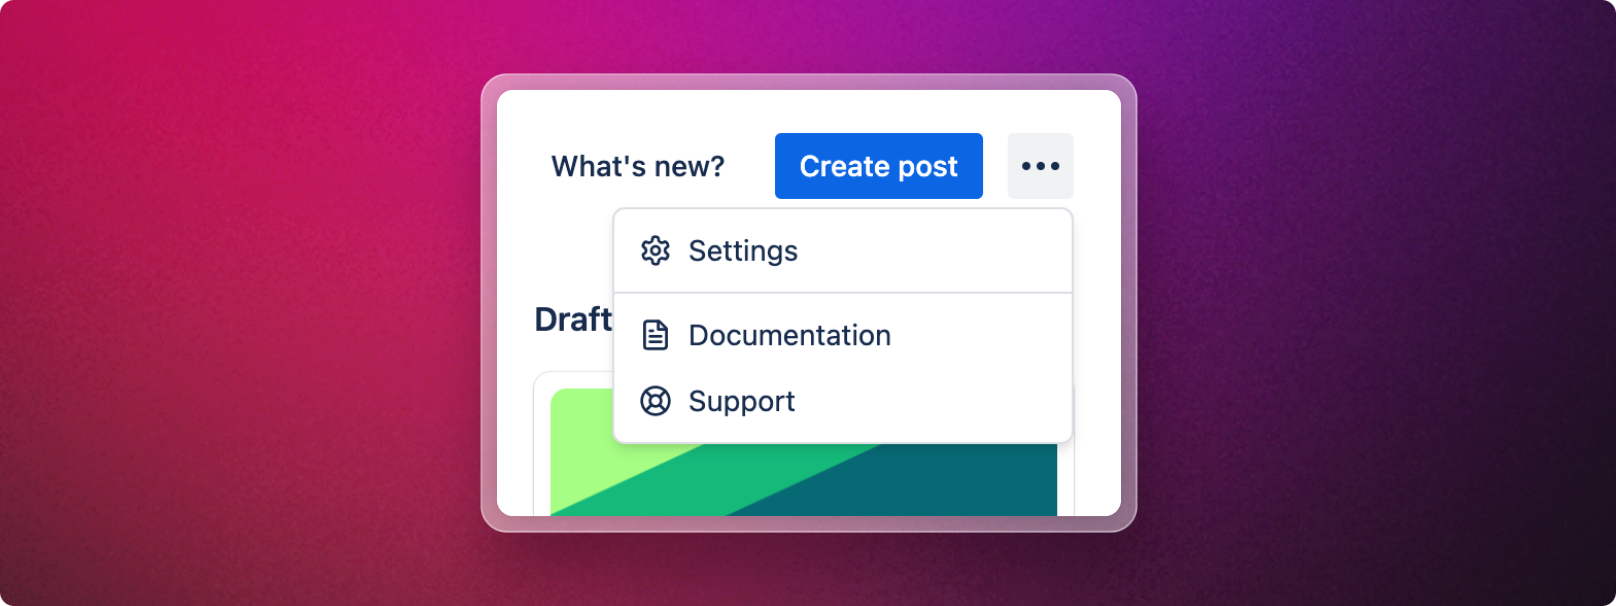 What's new? Create post
Settings
Draft
Documentation
Support